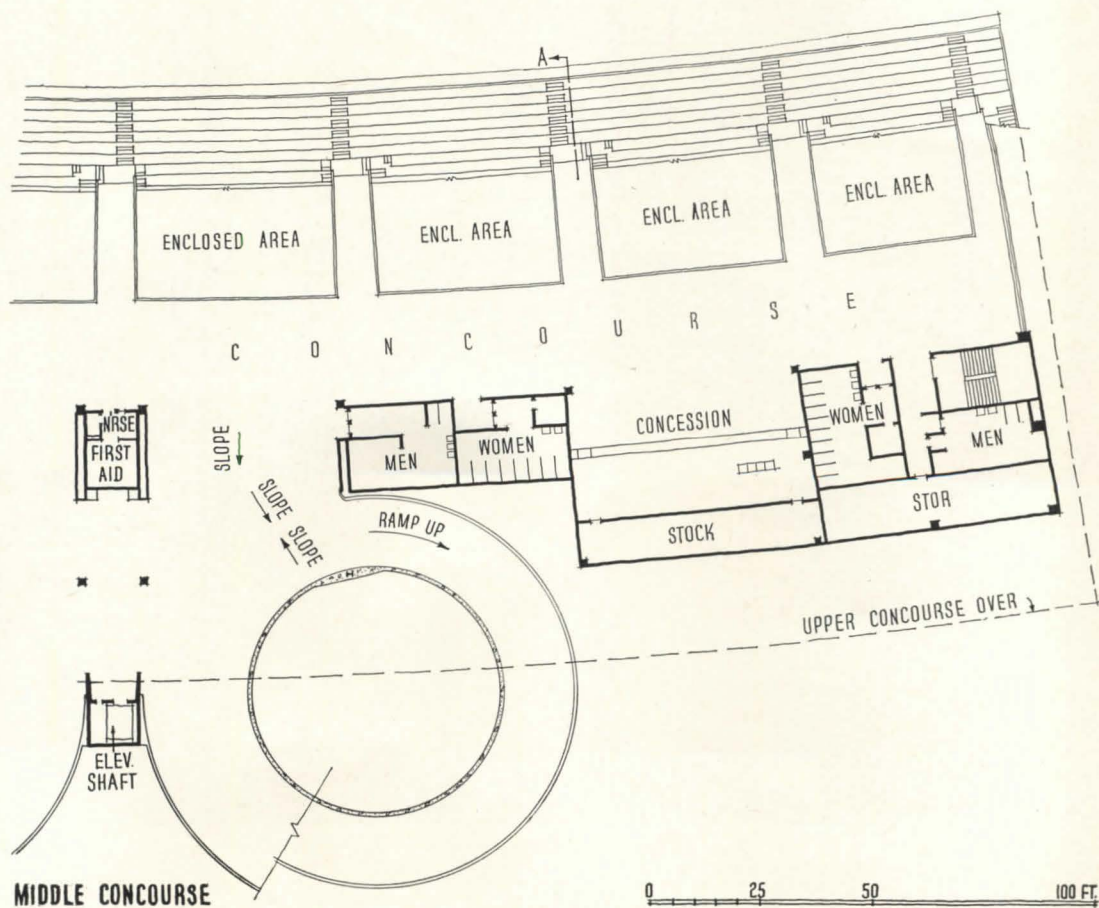 A
ENCLOSED AREA
ENCL. AREA
ENCL. AREA
ENCL. AREA
CONCOURSE
NRSE
FIRST
AID
SLOPE
SLOPE
SLOPE
MEN
WOMEN
CONCESSION
WOMEN
MEN
RAMP UP
STOCK
STOR
UPPER CONCOURSE OVER
ELEV.
SHAFT
MIDDLE CONCOURSE
0 25 50 100 FT.